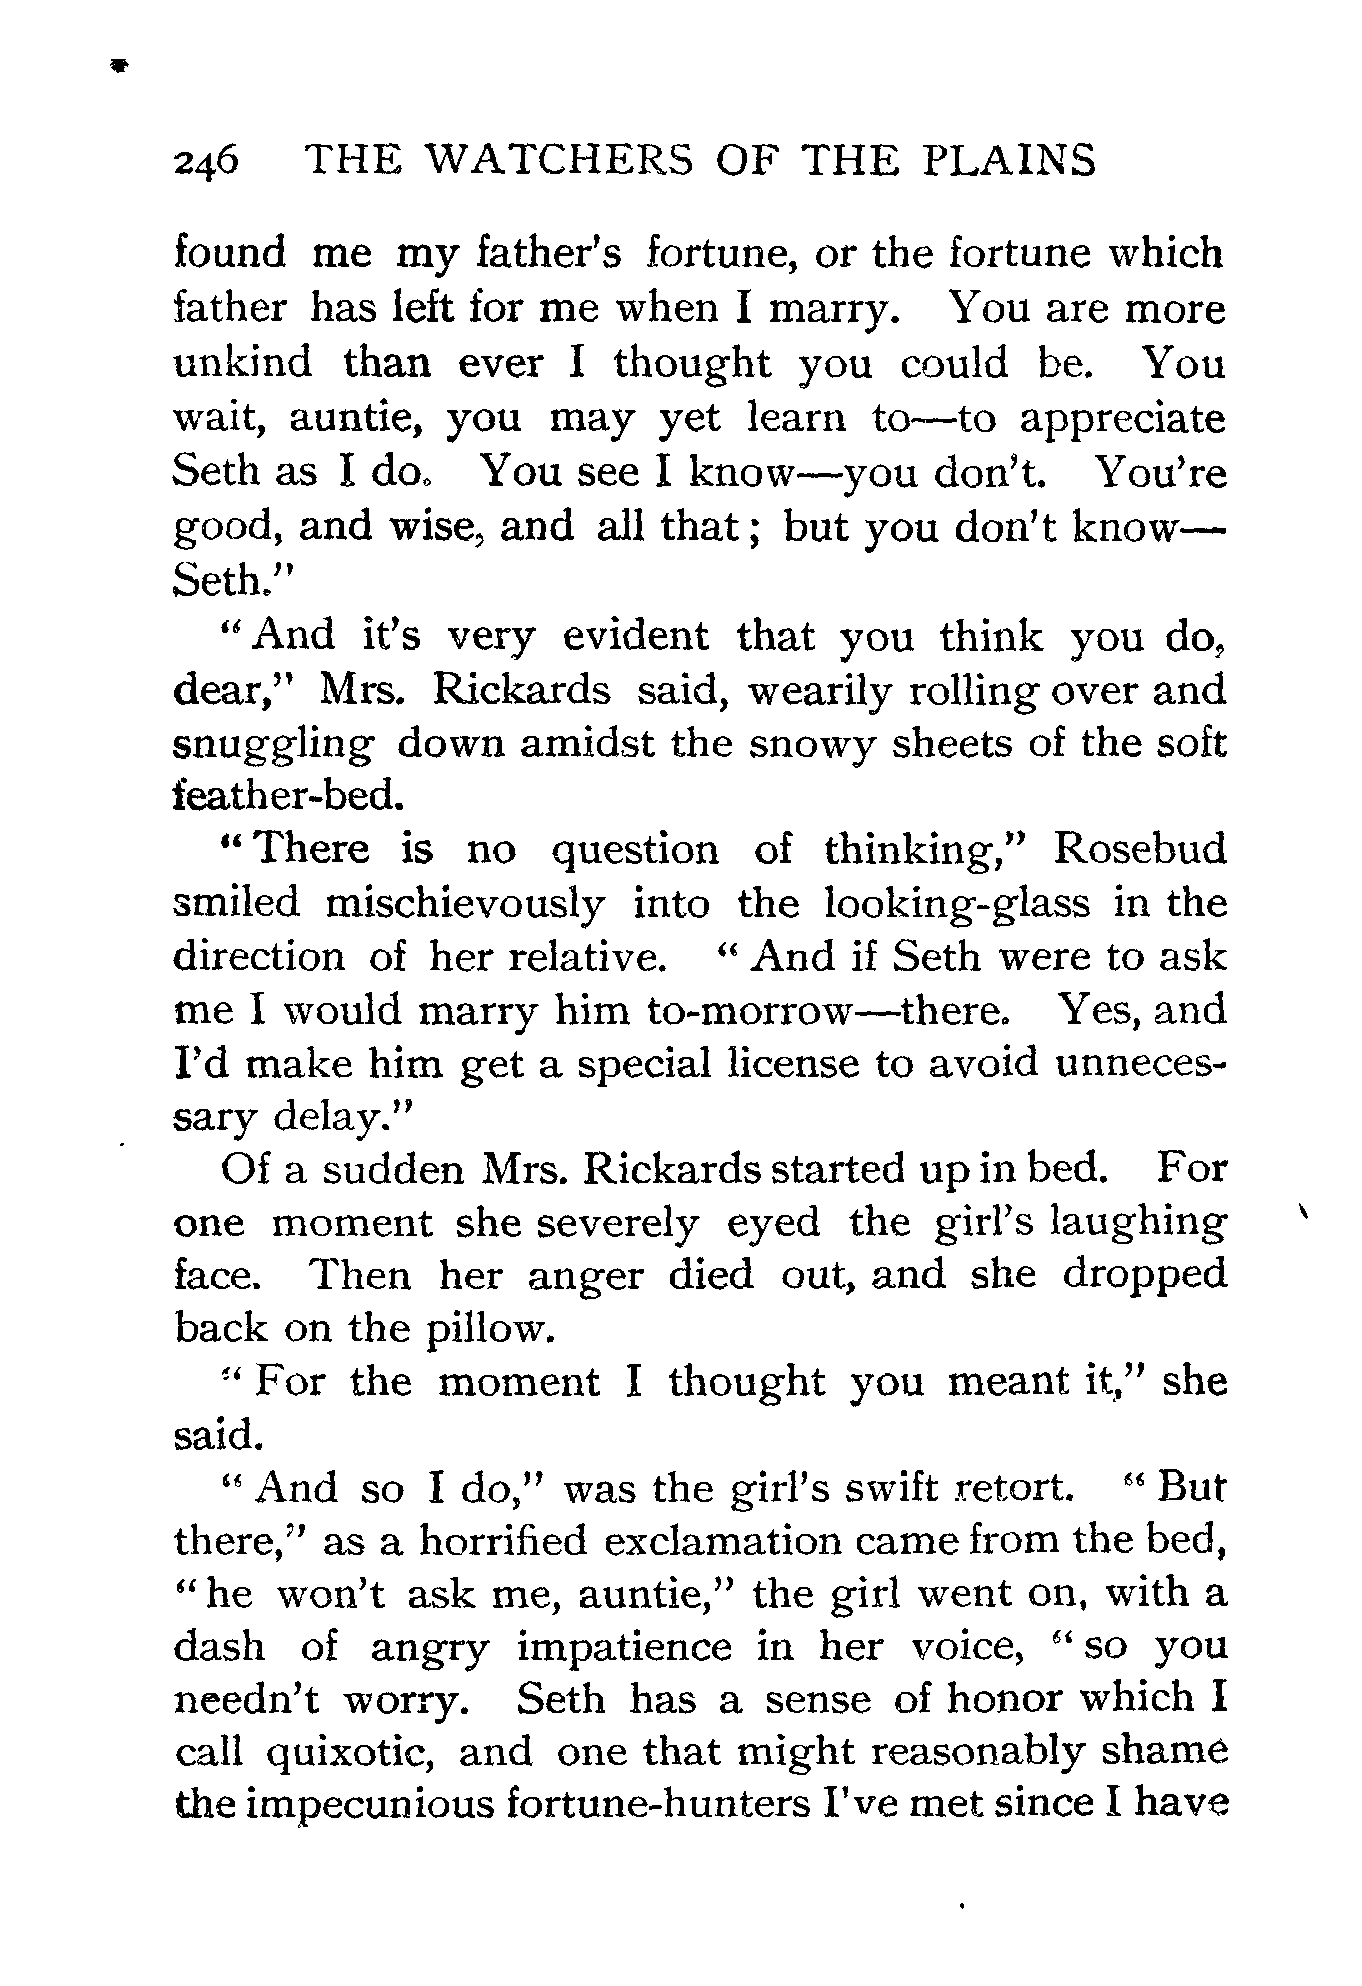 246 THE WATCHERS OF THE PLAINS
found me my father's fortune, or the fortune which
father has left for me when I marry. You are more
unkind than ever I thought you could be. You
wait, auntie, you may yet learn to—to appreciate
Seth as I do. You see I know—you don't. You're
good, and wise, and all that; but you don't know—
Seth."
"And it's very evident that you think you do,
dear," Mrs. Rickards said, wearily rolling over and
snuggling down amidst the snowy sheets of the soft
feather-bed.
"There is no question of thinking," Rosebud
smiled mischievously into the looking-glass in the
direction of her relative. "And if Seth were to ask
me I would marry him to-morrow—there. Yes, and
I'd make him get a special license to avoid unneces-
sary delay."
Of a sudden Mrs. Rickards started up in bed. For
one moment she severely eyed the girl's laughing
face. Then her anger died out, and she dropped
back on the pillow.
"For the moment I thought you meant it," she
said.
"And so I do," was the girl's swift retort. "But
there," as a horrified exclamation came from the bed,
"he won't ask me, auntie," the girl went on, with a
dash of angry impatience in her voice, "so you
needn't worry. Seth has a sense of honor which I
call quixotic, and one that might reasonably shame
the impecunious fortune-hunters I've met since I have